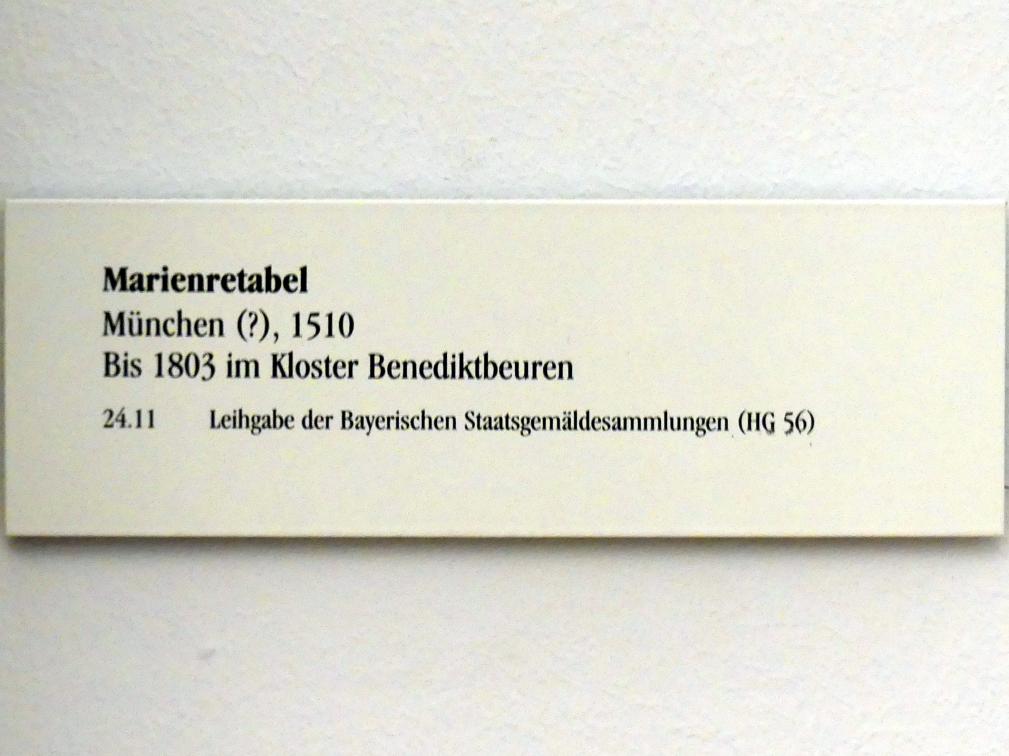 Marienretabel
München (?), 1510
Bis 1803 im Kloster Benediktbeuren
24.11 Leihgabe der Bayerischen Staatsgemäldesammlungen (HG 56)